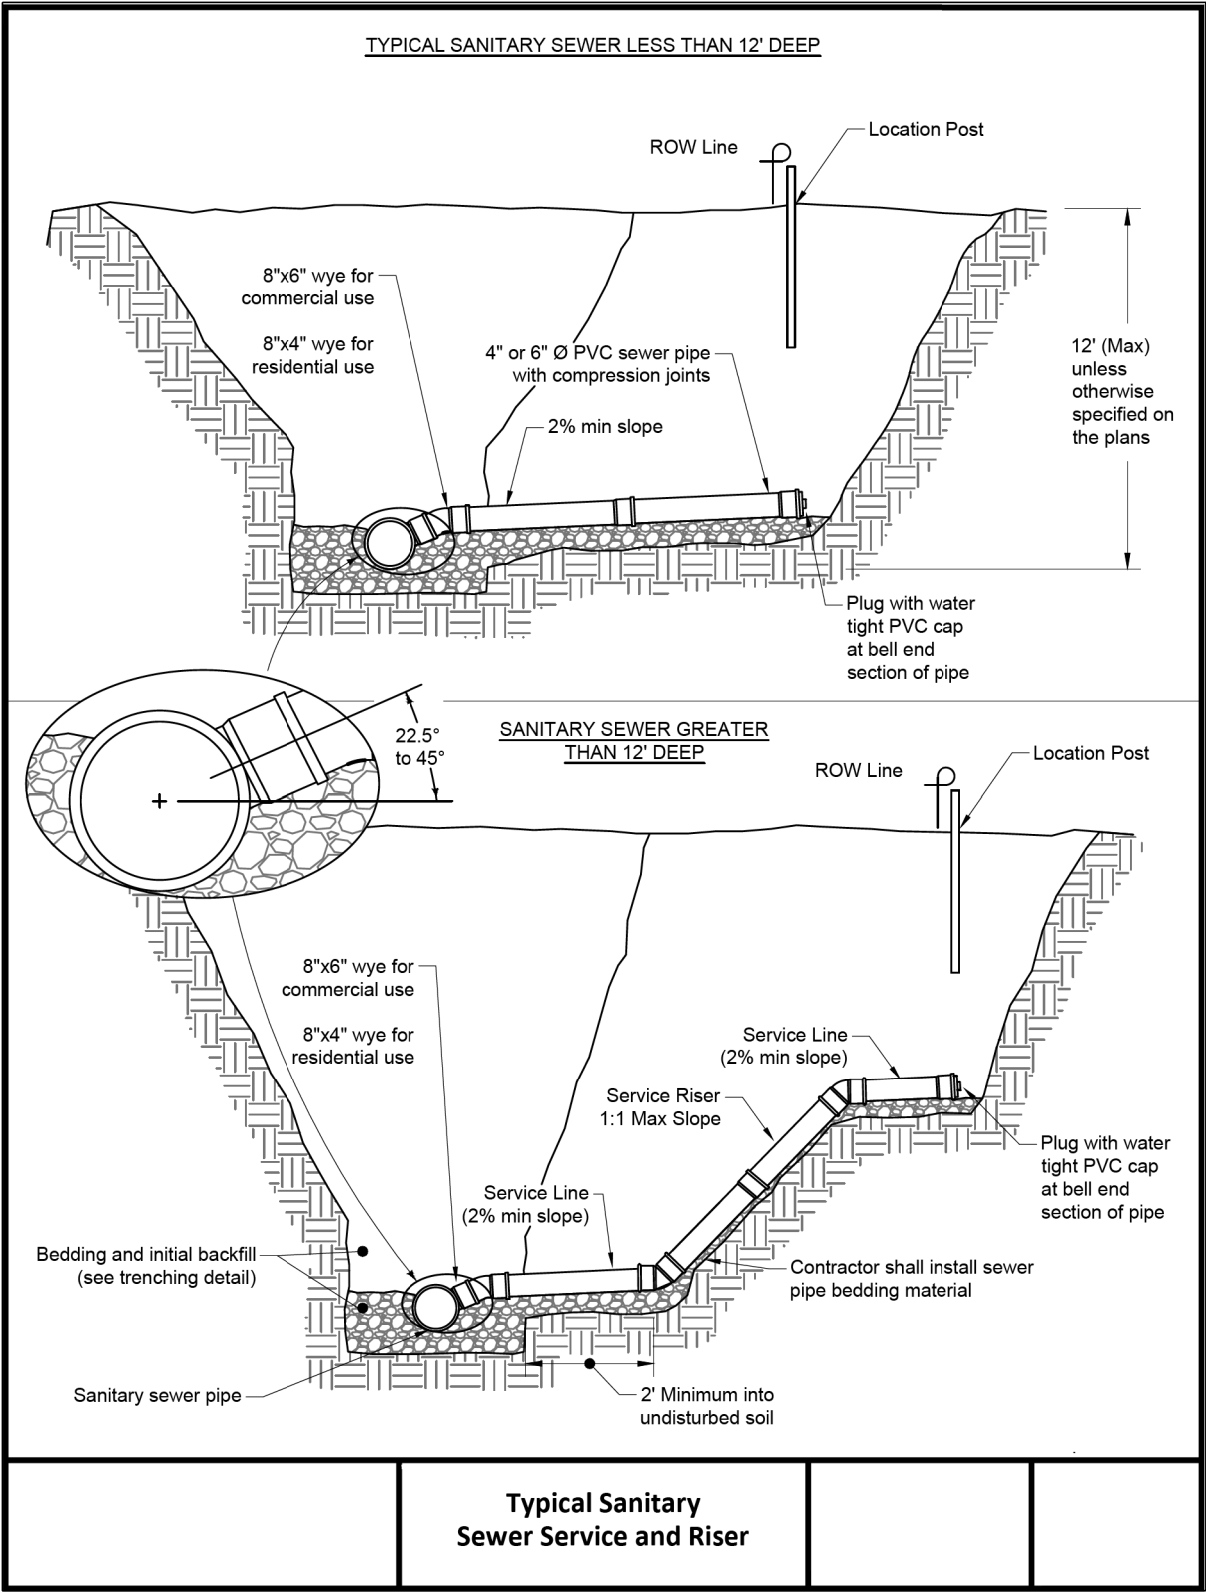 TYPICAL SANITARY SEWER LESS THAN 12' DEEP
Location Post
ROW Line
8"x6" wye for
commercial use
8"x4" wye for
residential use
4" or 6" Ø PVC sewer pipe
with compression joints
2% min slope
12' (Max)
unless
otherwise
specified on
the plans
Plug with water
tight PVC cap
at bell end
section of pipe
22.5°
to 45°
SANITARY SEWER GREATER
THAN 12' DEEP
Location Post
ROW Line
8"x6" wye for
commercial use
8"x4" wye for
residential use
Service Line
(2% min slope)
Service Riser
1:1 Max Slope
Plug with water
tight PVC cap
at bell end
section of pipe
Service Line
(2% min slope)
Bedding and initial backfill
(see trenching detail)
Contractor shall install sewer
pipe bedding material
Sanitary sewer pipe
2' Minimum into
undisturbed soil
Typical Sanitary
Sewer Service and Riser